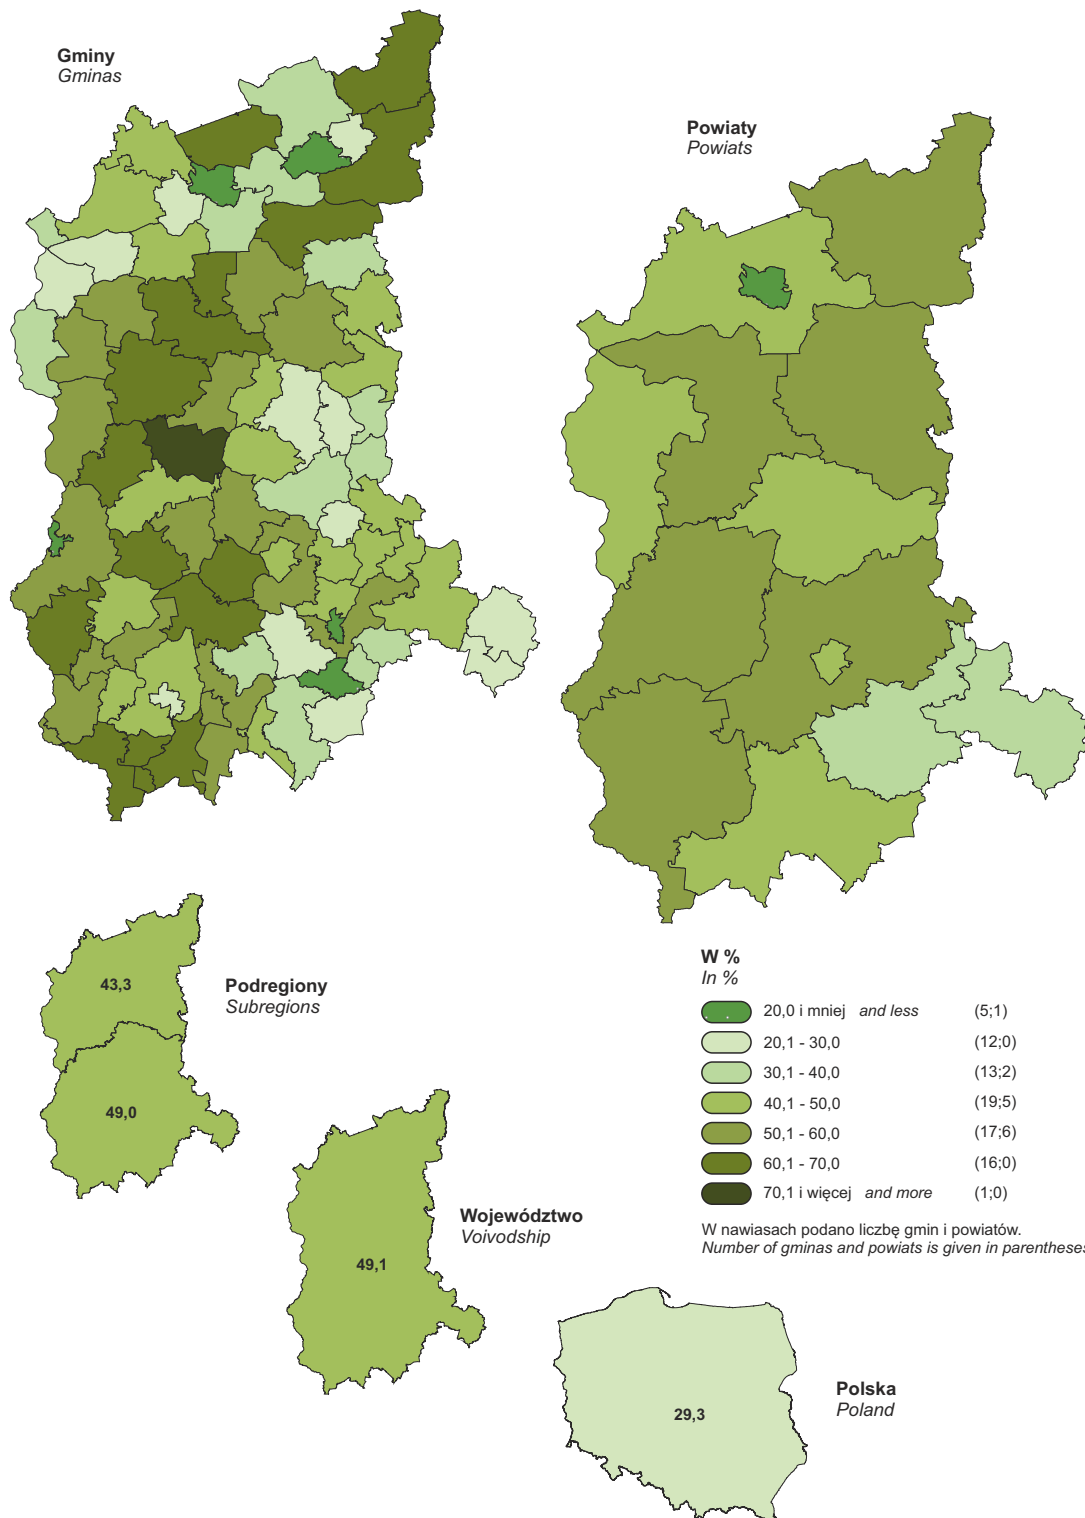 Gminy
Gminas
Powiaty
Powiats
43,3
49,0
Podregiony
Subregions
49,1
Województwo
Voivodship
W %
In %
20,0 i mniej and less (5;1)
20,1 - 30,0 (12;0)
30,1 - 40,0 (13;2)
40,1 - 50,0 (19;5)
50,1 - 60,0 (17;6)
60,1 - 70,0 (16;0)
70,1 i więcej and more (1;0)
W nawiasach podano liczbę gmin i powiatów.
Number of gminas and powiats is given in parentheses
29,3
Polska
Poland